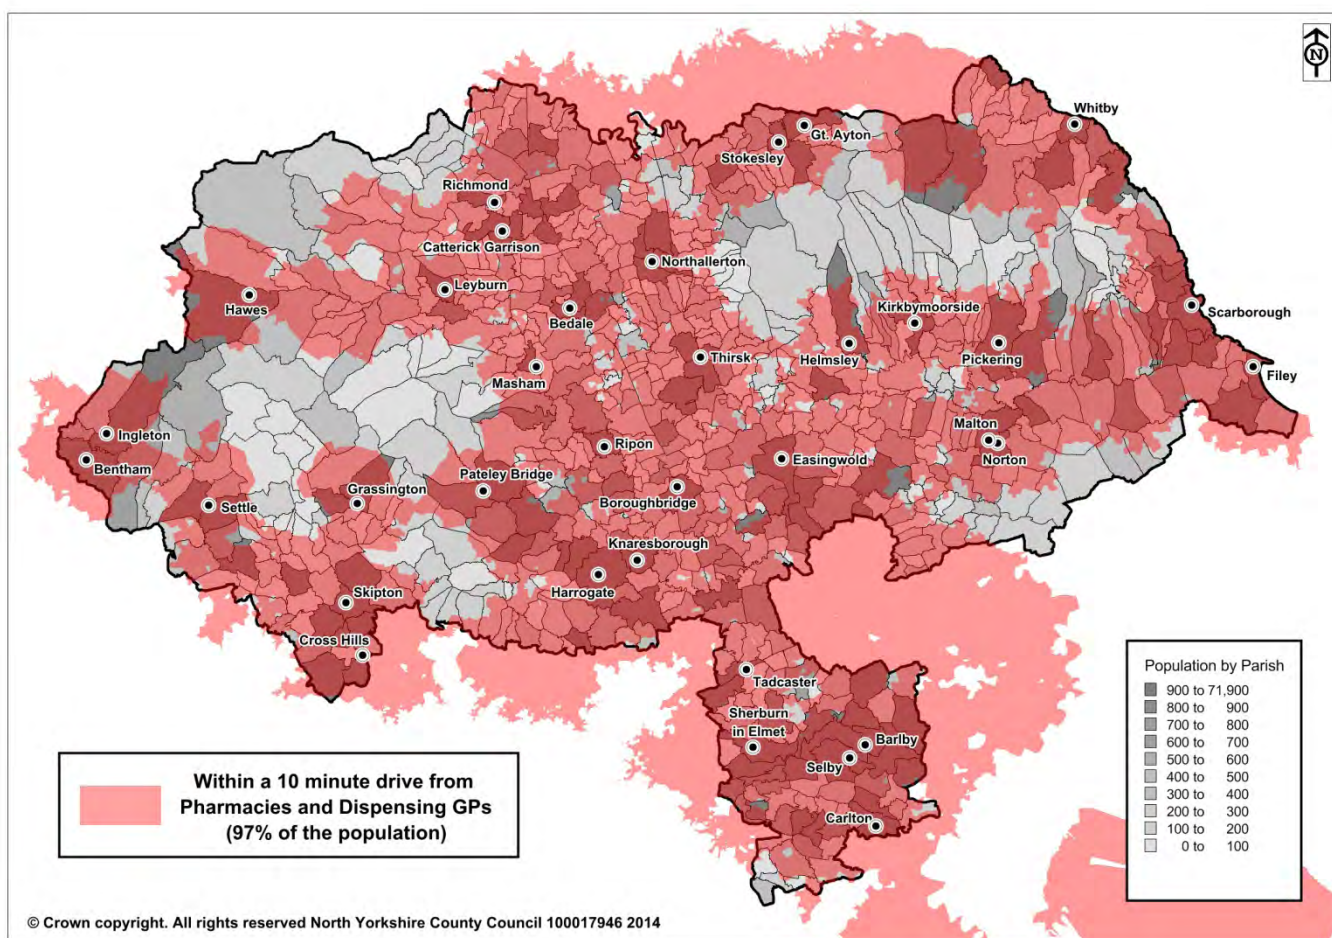 N
Whitby
Gt. Ayton
Stokesley
Richmond
Catterick Garrison
Northallerton
Leyburn
Hawes
Bedale
Kirkbymoorside
Scarborough
Thirsk
Helmsley
Pickering
Masham
Filey
Ingleton
Malton
Ripon
Norton
Bentham
Easingwold
Pateley Bridge
Grassington
Settle
Boroughbridge
Knaresborough
Harrogate
Skipton
Cross Hills
Tadcaster
Sherburn
in Elmet
Barlby
Selby
Carlton
Population by Parish
900 to 71,900
800 to 900
700 to 800
600 to 700
500 to 600
400 to 500
300 to 400
200 to 300
100 to 200
0 to 100
Within a 10 minute drive from
Pharmacies and Dispensing GPs
(97% of the population)
© Crown copyright. All rights reserved North Yorkshire County Council 100017946 2014